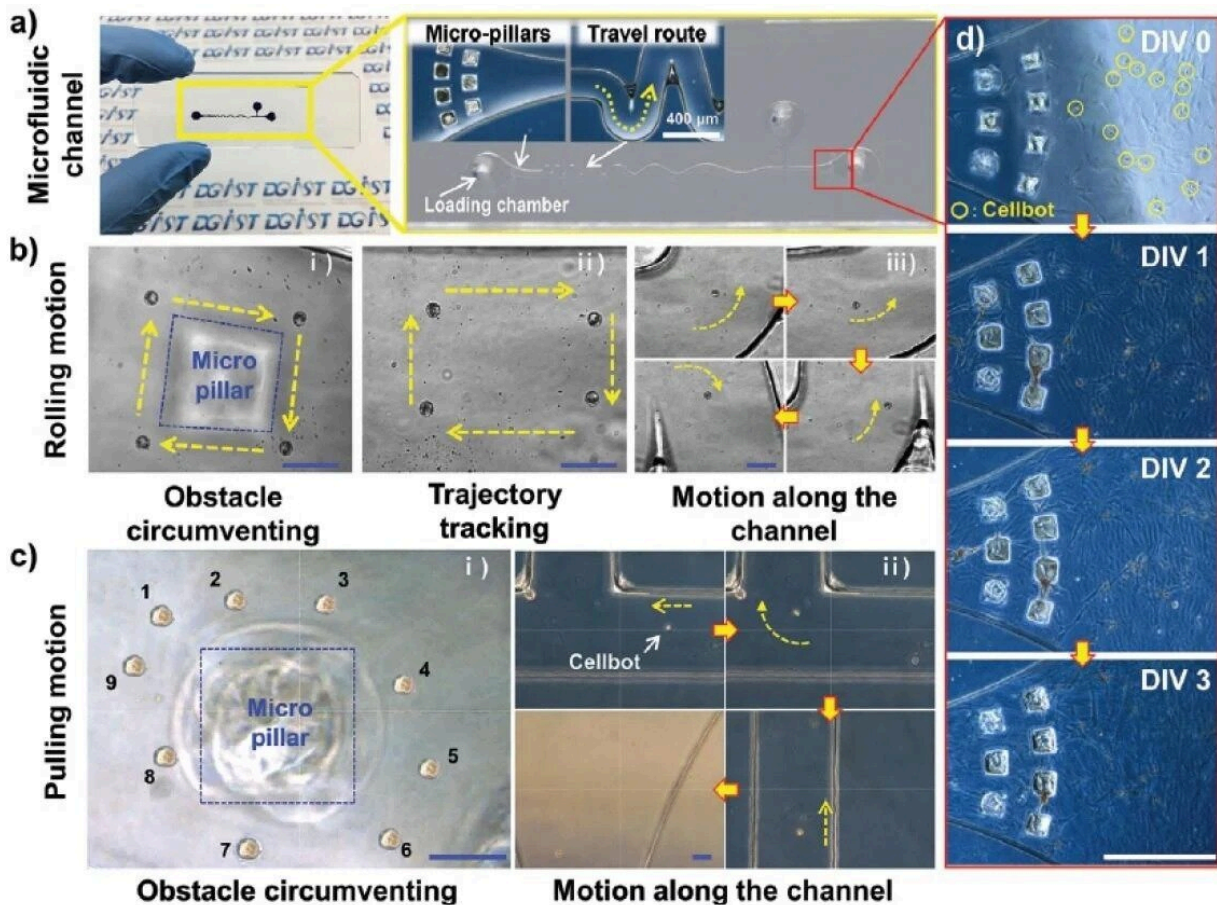 a)
Microfluidic
channel
DGIST DGIST DGIST
Micro-pillars
Travel route
400 µm
Loading chamber
d)
DIV 0
: Cellbot
DIV 1
DIV 2
DIV 3
b)
Rolling motion
i)
Micro
pillar
ii)
iii)
Obstacle
circumventing
Trajectory
tracking
Motion along the
channel
c)
Pulling motion
i)
1
2
3
4
5
6
7
8
9
Micro
pillar
ii)
Cellbot
Obstacle circumventing
Motion along the channel